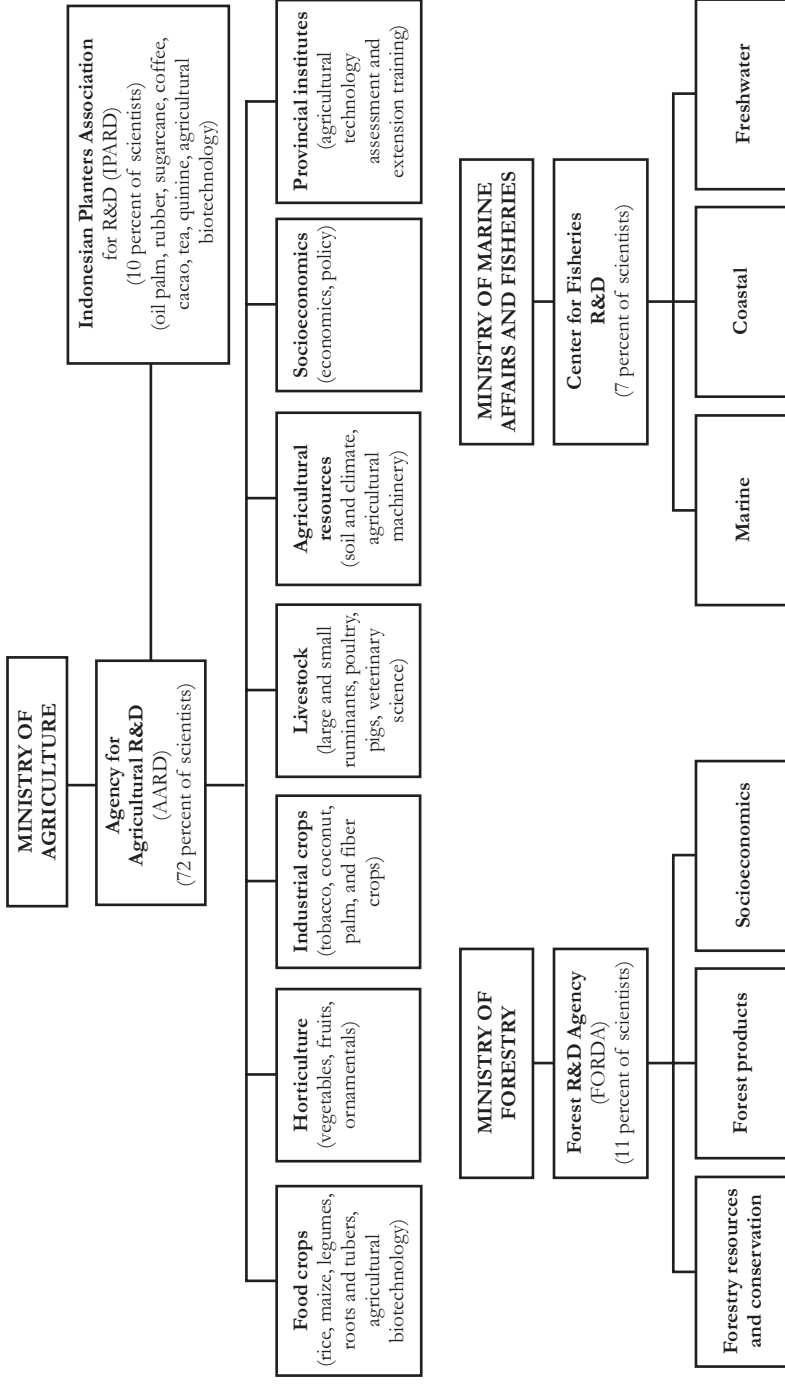 MINISTRY OF
AGRICULTURE
Agency for
Agricultural R&D
(AARD)
(72 percent of scientists)
Indonesian Planters Association
for R&D (IPARD)
(10 percent of scientists)
(oil palm, rubber, sugarcane, coffee,
cacao, tea, quinine, agricultural
biotechnology)
Food crops
(rice, maize, legumes,
roots and tubers,
agricultural
biotechnology)
Horticulture
(vegetables, fruits,
ornamentals)
Industrial crops
(tobacco, coconut,
palm, and fiber
crops)
Livestock
(large and small
ruminants, poultry,
pigs, veterinary
science)
Agricultural
resources
(soil and climate,
agricultural
machinery)
Socioeconomics
(economics, policy)
Provincial institutes
(agricultural
technology
assessment and
extension training)
MINISTRY OF
FORESTRY
Forest R&D Agency
(FORDA)
(11 percent of scientists)
Forestry resources
and conservation
Forest products
Socioeconomics
MINISTRY OF MARINE
AFFAIRS AND FISHERIES
Center for Fisheries
R&D
(7 percent of scientists)
Marine
Coastal
Freshwater